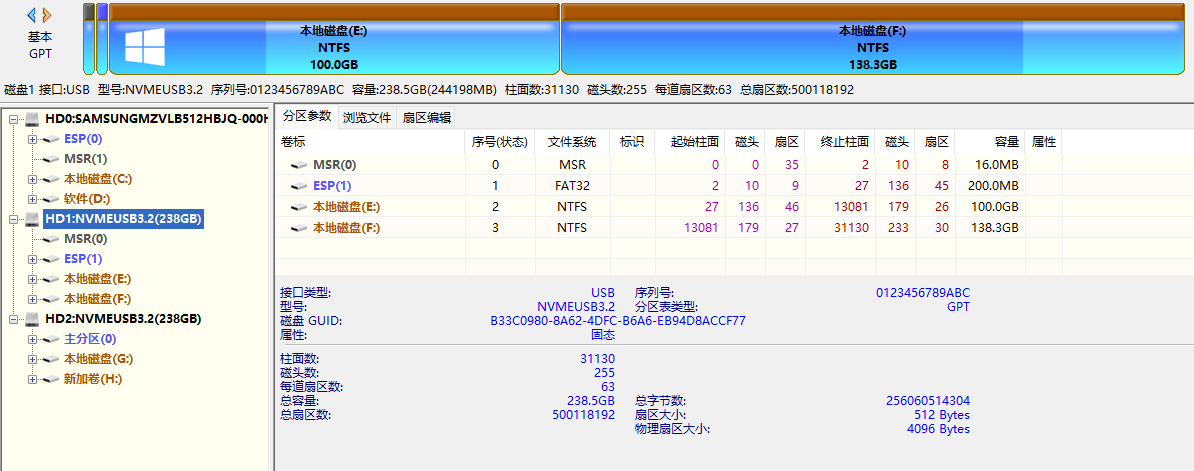 基本
GPT
本地磁盘(E:)
NTFS
100.0GB
本地磁盘(F:)
NTFS
138.3GB
磁盘1 接口:USB 型号:NVMEUSB3.2 序列号:0123456789ABC 容量:238.5GB(244198MB) 柱面数:31130 磁头数:255 每道扇区数:63 总扇区数:500118192
HD0:SAMSUNGMZVLB512HBJQ-000H
ESP(0)
MSR(1)
本地磁盘(C:)
软件(D:)
HD1:NVMEUSB3.2(238GB)
MSR(0)
ESP(1)
本地磁盘(E:)
本地磁盘(F:)
HD2:NVMEUSB3.2(238GB)
主分区(0)
本地磁盘(G:)
新加卷(H:)
分区参数 浏览文件 扇区编辑
卷标 序号(状态) 文件系统 标识 起始柱面 磁头 扇区 终止柱面 磁头 扇区 容量 属性
MSR(0) 0 MSR 0 0 35 2 10 8 16.0MB
ESP(1) 1 FAT32 2 10 9 27 136 45 200.0MB
本地磁盘(E:) 2 NTFS 27 136 46 13081 179 26 100.0GB
本地磁盘(F:) 3 NTFS 13081 179 27 31130 233 30 138.3GB
接口类型: USB 序列号: 0123456789ABC
型号: NVMEUSB3.2 分区表类型: GPT
磁盘 GUID: B33C0980-8A62-4DFC-B6A6-EB94D8ACCF77
属性: 固态
柱面数: 31130
磁头数: 255
每道扇区数: 63
总容量: 238.5GB 总字节数: 256060514304
总扇区数: 500118192 扇区大小: 512 Bytes
物理扇区大小: 4096 Bytes